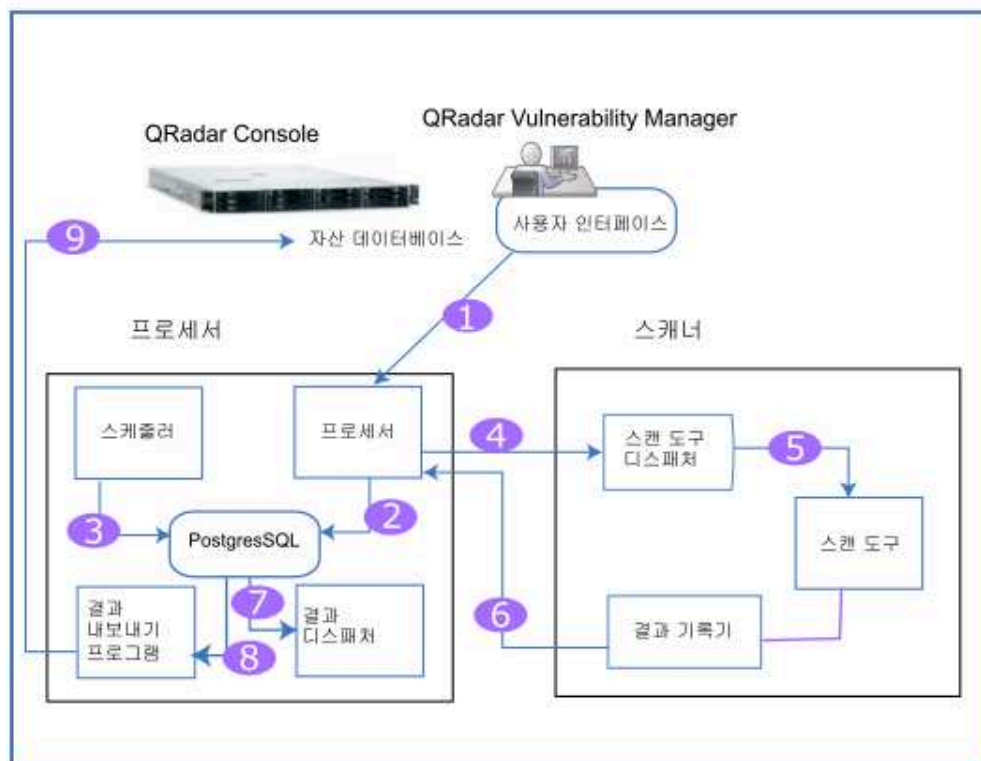 QRadar Vulnerability Manager
QRadar Console
사용자 인터페이스
9
자산 데이터베이스
1
프로세서
스캐너
스케줄러
프로세서
4
스캔 도구
디스패처
5
3
2
PostgresSQL
스캔 도구
결과
내보내기
프로그램
7
결과
디스패처
8
6
결과 기록기